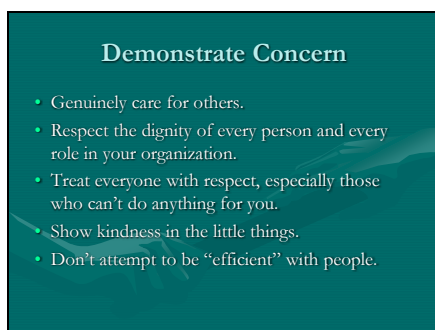 Demonstrate Concern
• Genuinely care for others.
• Respect the dignity of every person and every
role in your organization.
• Treat everyone with respect, especially those
who can’t do anything for you.
• Show kindness in the little things.
• Don’t attempt to be “efficient” with people.